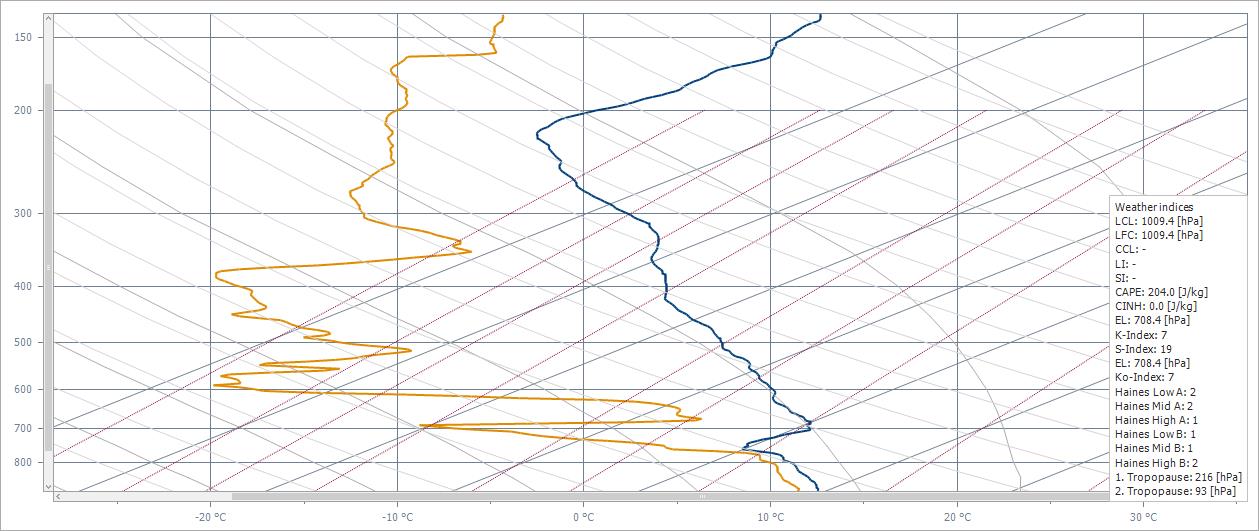 150
200
300
400
500
600
700
800
-20 °C
-10 °C
0 °C
10 °C
20 °C
30 °C
Weather indices
LCL: 1009.4 [hPa]
LFC: 1009.4 [hPa]
CCL: -
LI: -
SI: -
CAPE: 204.0 [J/kg]
CINH: 0.0 [J/kg]
EL: 708.4 [hPa]
K-Index: 7
S-Index: 19
EL: 708.4 [hPa]
Ko-Index: 7
Haines Low A: 2
Haines Mid A: 2
Haines High A: 1
Haines Low B: 1
Haines Mid B: 1
Haines High B: 2
1. Tropopause: 216 [hPa]
2. Tropopause: 93 [hPa]